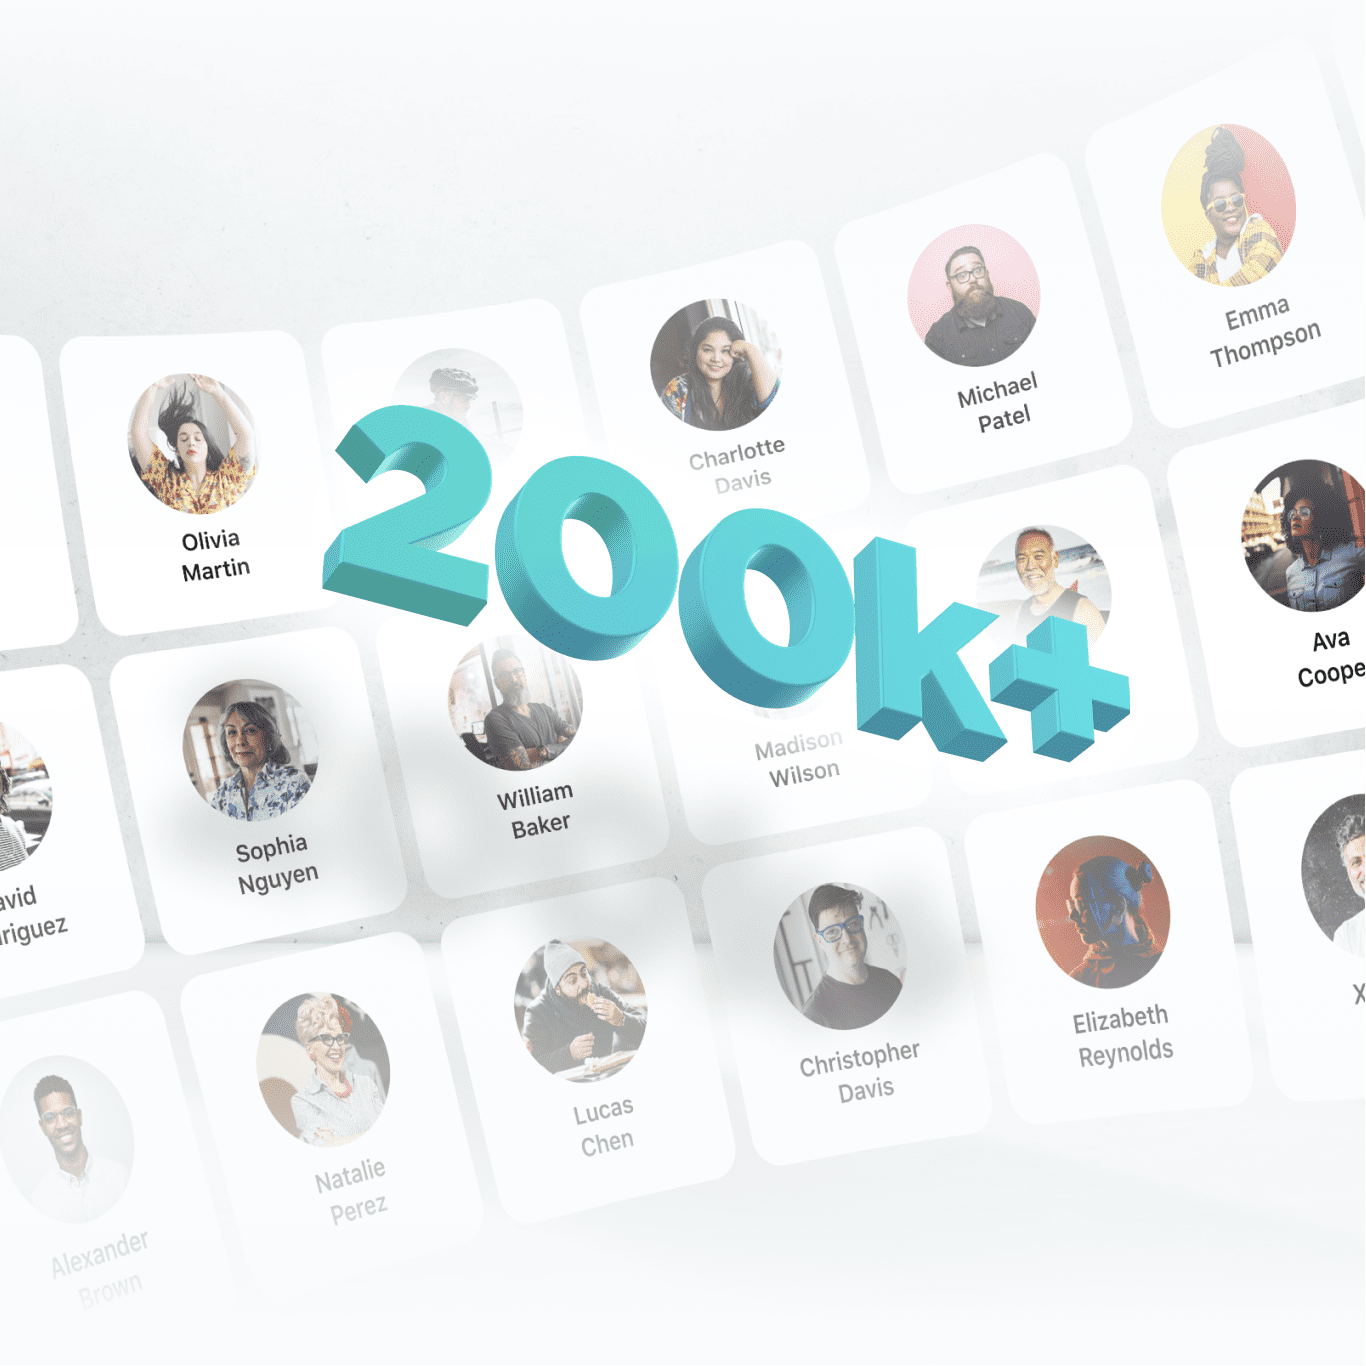 Emma
Thompson
Michael
Patel
Charlotte
Davis
Olivia
Martin
200k+
Ava
Coope
Madison
Wilson
William
Baker
Sophia
Nguyen
avid
riguez
Elizabeth
Reynolds
Christopher
Davis
Lucas
Chen
Natalie
Perez
Alexander
Brown
X